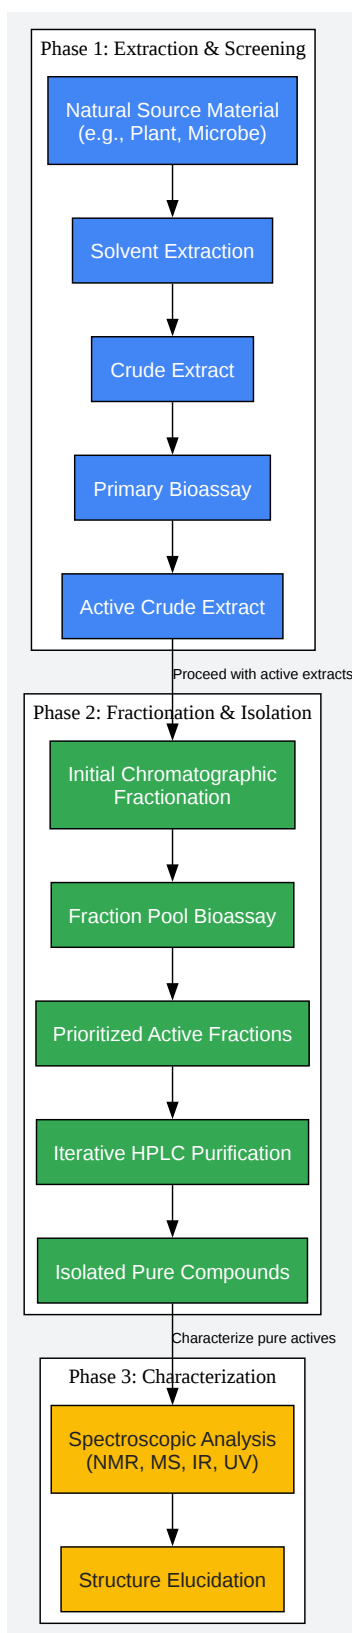 Phase 1: Extraction & Screening
Natural Source Material
(e.g., Plant, Microbe)
Solvent Extraction
Crude Extract
Primary Bioassay
Active Crude Extract
Proceed with active extracts
Phase 2: Fractionation & Isolation
Initial Chromatographic
Fractionation
Fraction Pool Bioassay
Prioritized Active Fractions
Iterative HPLC Purification
Isolated Pure Compounds
Characterize pure actives
Phase 3: Characterization
Spectroscopic Analysis
(NMR, MS, IR, UV)
Structure Elucidation